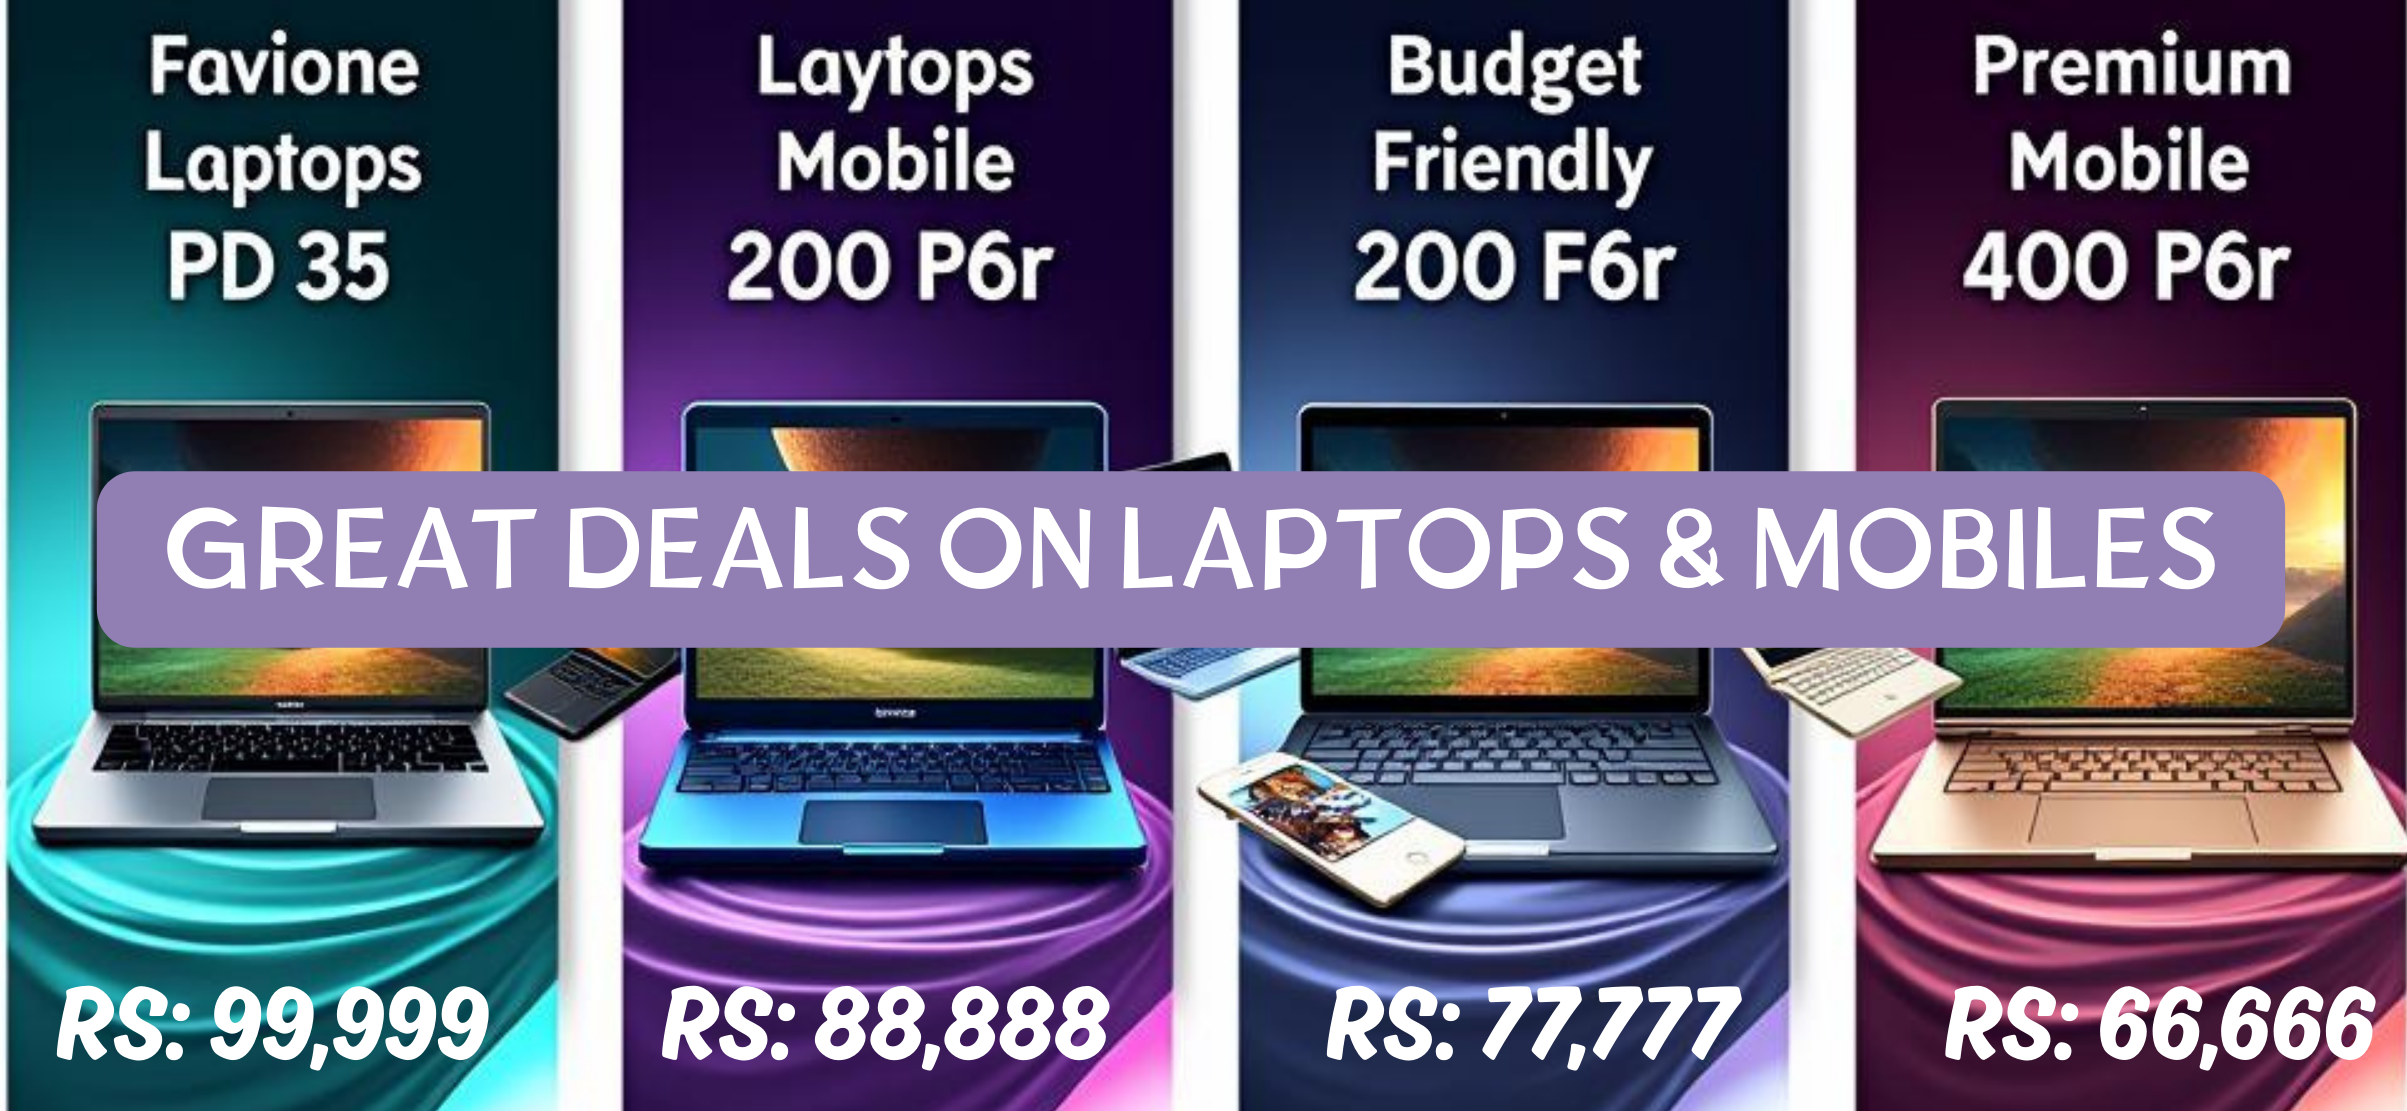 Favione
Laptops
PD 35
Laytops
Mobile
200 P6r
Budget
Friendly
200 F6r
Premium
Mobile
400 P6r
GREAT DEALS ON LAPTOPS & MOBILES
RS: 99,999
RS: 88,888
RS: 77,777
RS: 66,666